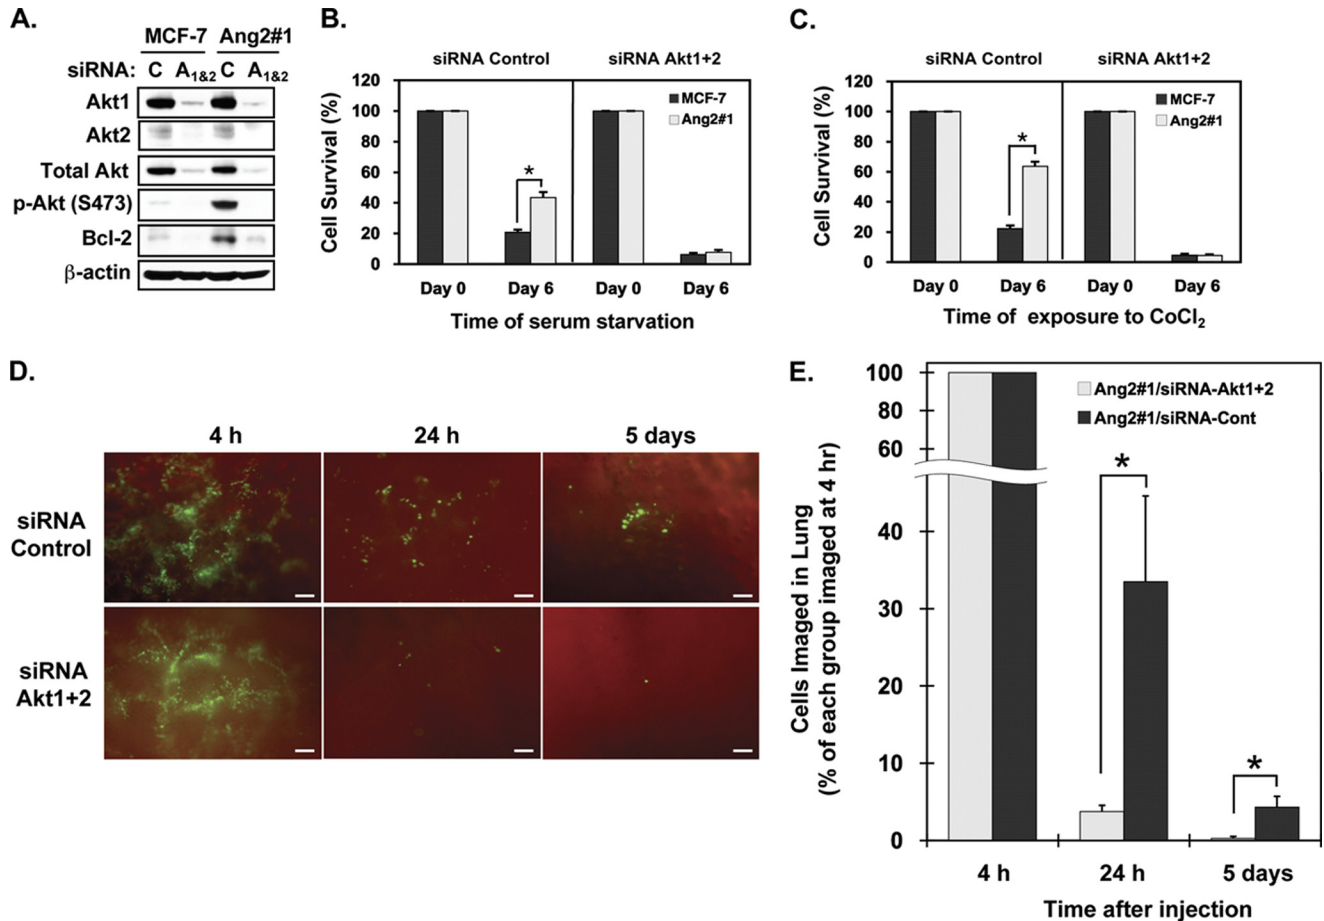 A.
MCF-7 Ang2#1
siRNA: C A1&2 C A1&2
Akt1
Akt2
Total Akt
p-Akt (S473)
Bcl-2
β-actin
B.
siRNA Control siRNA Akt1+2
Cell Survival (%)
120
100
80
60
40
20
0
MCF-7
Ang2#1
*
Day 0 Day 6 Day 0 Day 6
Time of serum starvation
C.
siRNA Control siRNA Akt1+2
Cell Survival (%)
120
100
80
60
40
20
0
MCF-7
Ang2#1
*
Day 0 Day 6 Day 0 Day 6
Time of exposure to CoCl2
D.
4 h 24 h 5 days
siRNA
Control
siRNA
Akt1+2
E.
Cells Imaged in Lung
(% of each group imaged at 4 hr)
100
80
60
40
30
20
10
0
Ang2#1/siRNA-Akt1+2
Ang2#1/siRNA-Cont
*
*
4 h 24 h 5 days
Time after injection